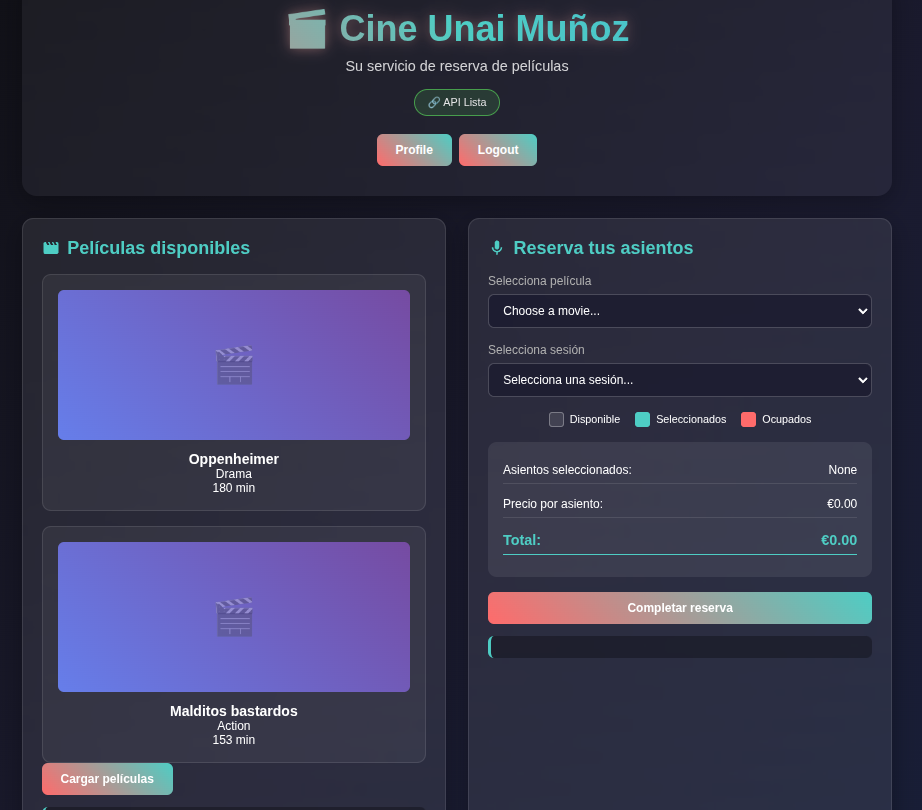 Cine Unai Muñoz
Su servicio de reserva de películas
API Lista
Profile
Logout
Películas disponibles
Oppenheimer
Drama
180 min
Malditos bastardos
Action
153 min
Cargar películas
Reserva tus asientos
Selecciona película
Choose a movie...
Selecciona sesión
Selecciona una sesión...
Disponible Seleccionados Ocupados
Asientos seleccionados: None
Precio por asiento: €0.00
Total: €0.00
Completar reserva